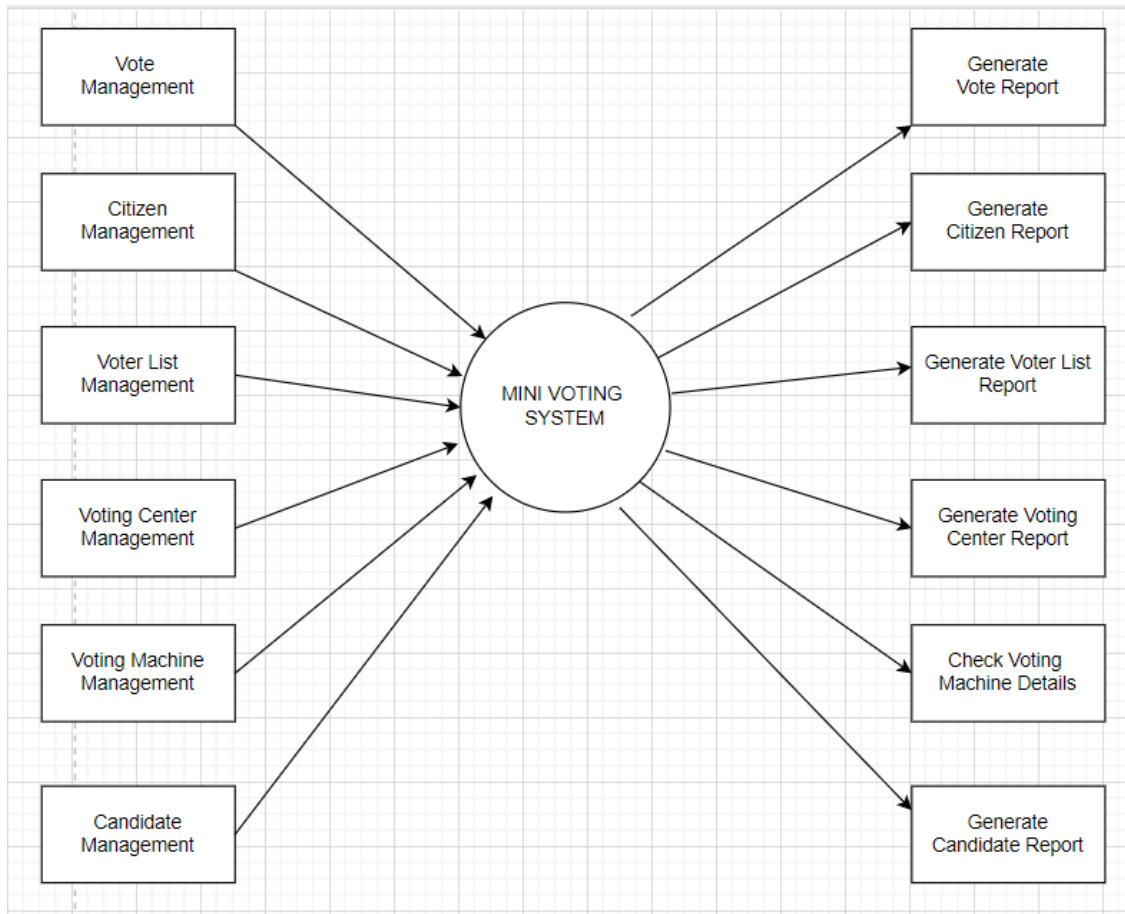 Vote
Management
Citizen
Management
Voter List
Management
Voting Center
Management
Voting Machine
Management
Candidate
Management
MINI VOTING
SYSTEM
Generate
Vote Report
Generate
Citizen Report
Generate Voter List
Report
Generate Voting
Center Report
Check Voting
Machine Details
Generate
Candidate Report